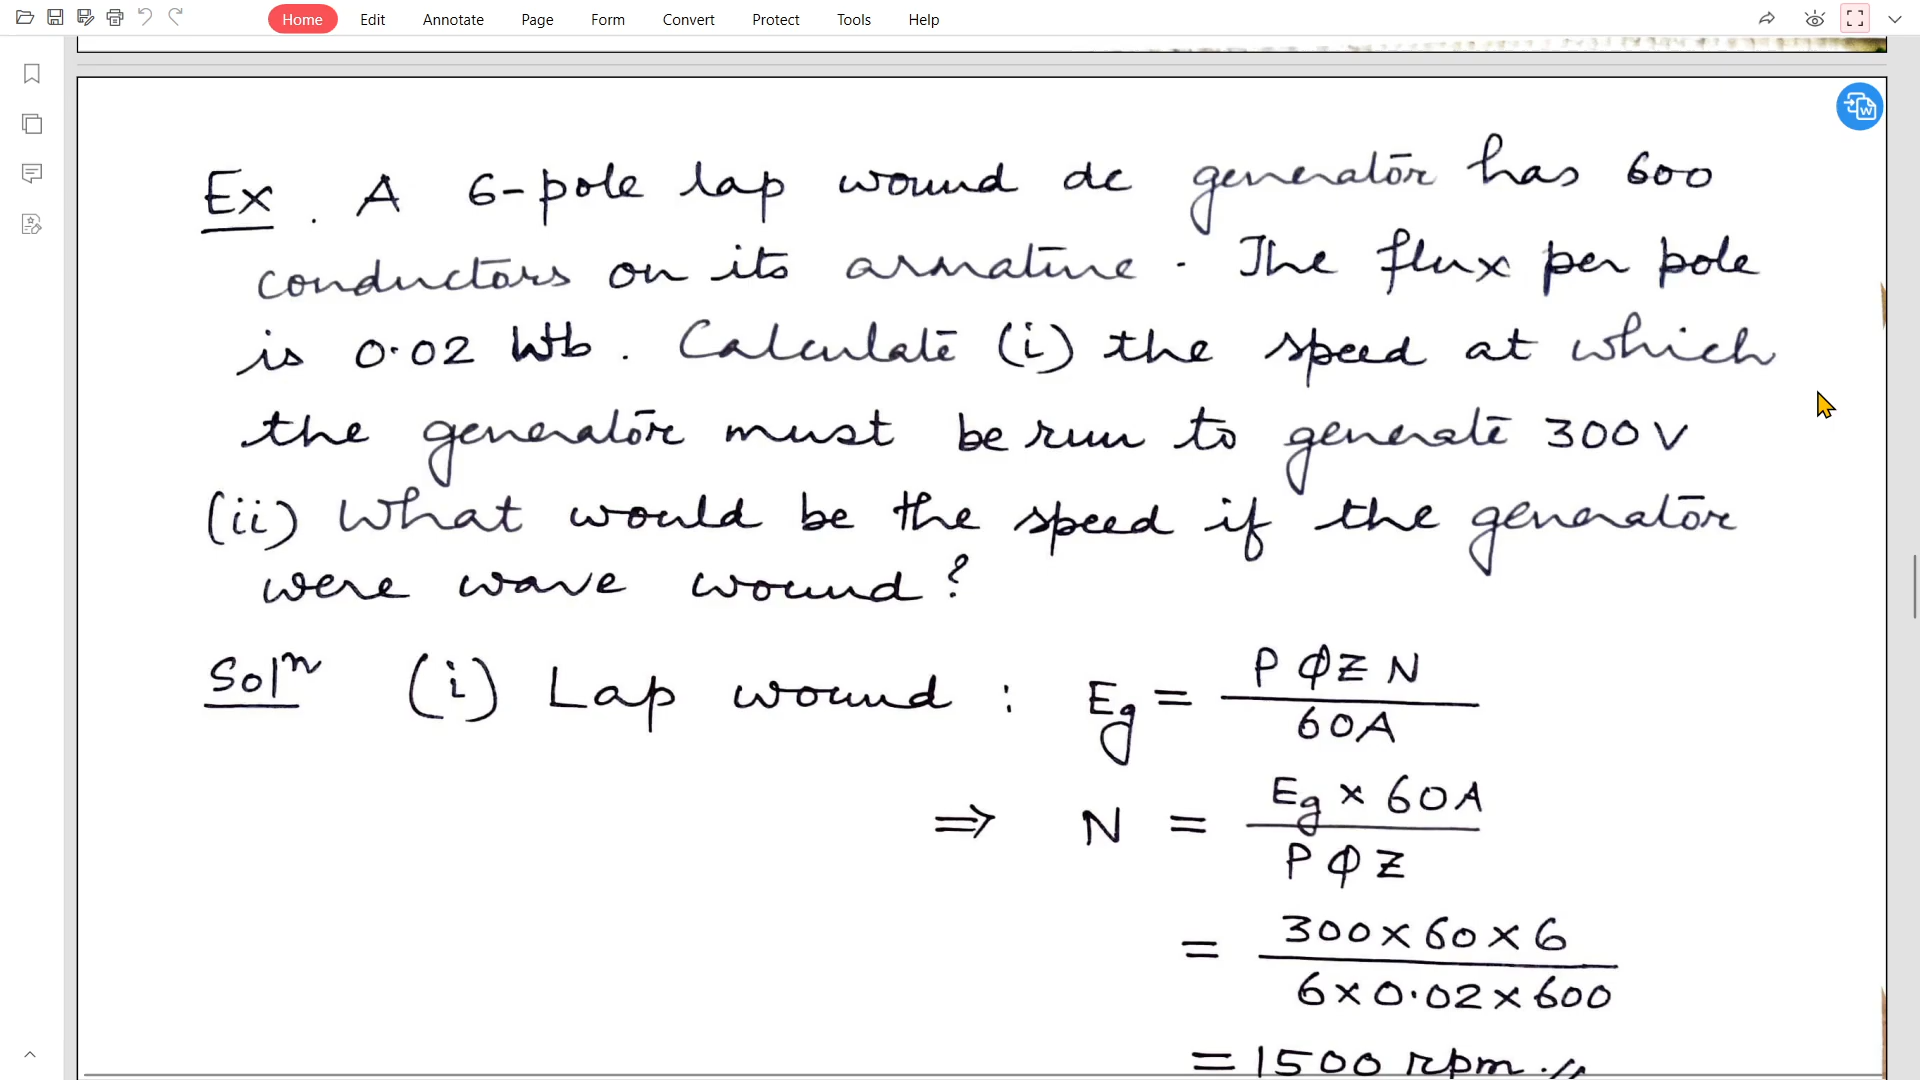 Home Edit Annotate Page Form Convert Protect Tools Help
Ex. A 6-pole lap wound dc generator has 600
conductors on its armature. The flux per pole
is 0.02 Wb. Calculate (i) the speed at which
the generator must be run to generate 300V
(ii) What would be the speed if the generator
were wave wound?
Solⁿ (i) Lap wound : Eg = PΦZN / 60A
⇒ N = Eg × 60A / PΦZ
= 300×60×6 / 6×0.02×600
= 1500 rpm.